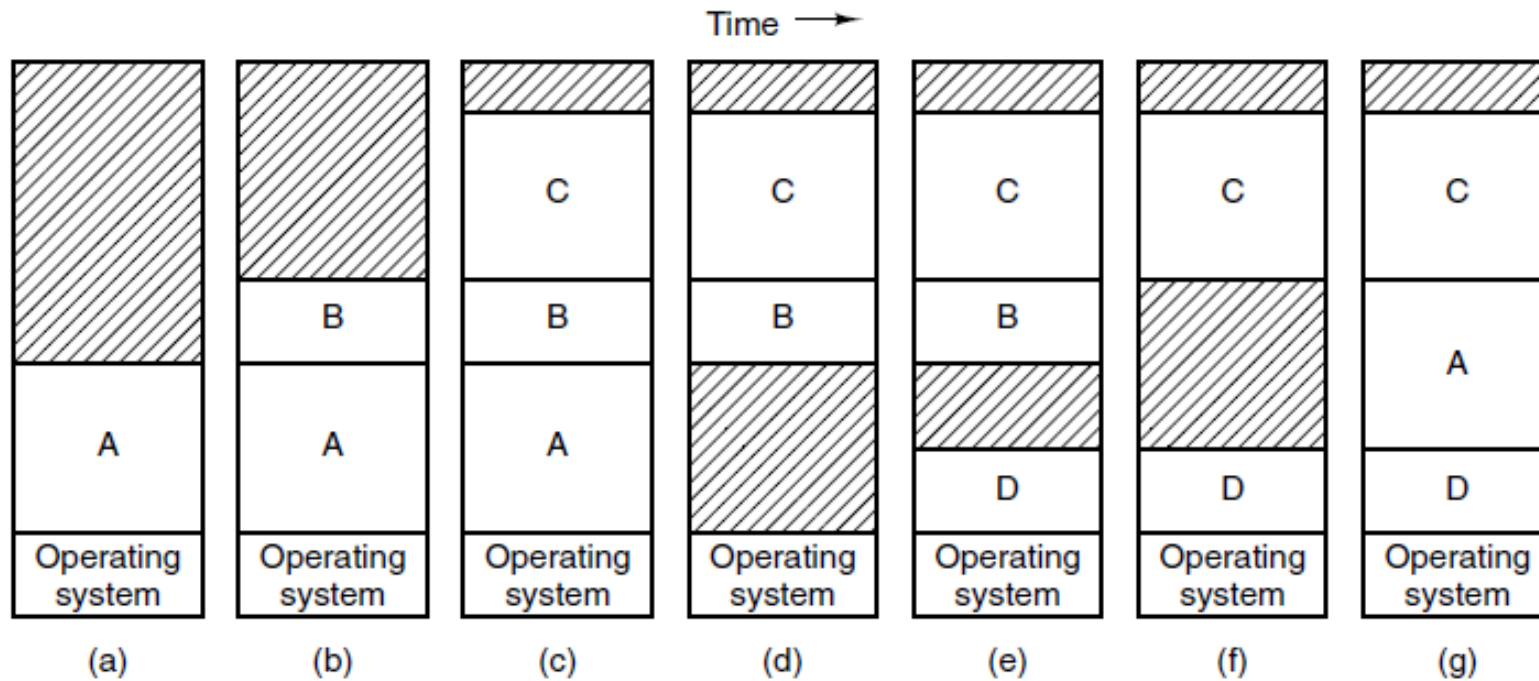 Time
C C C C C
B B B B
A
A A A
D D D
Operating system Operating system Operating system Operating system Operating system Operating system Operating system
(a) (b) (c) (d) (e) (f) (g)